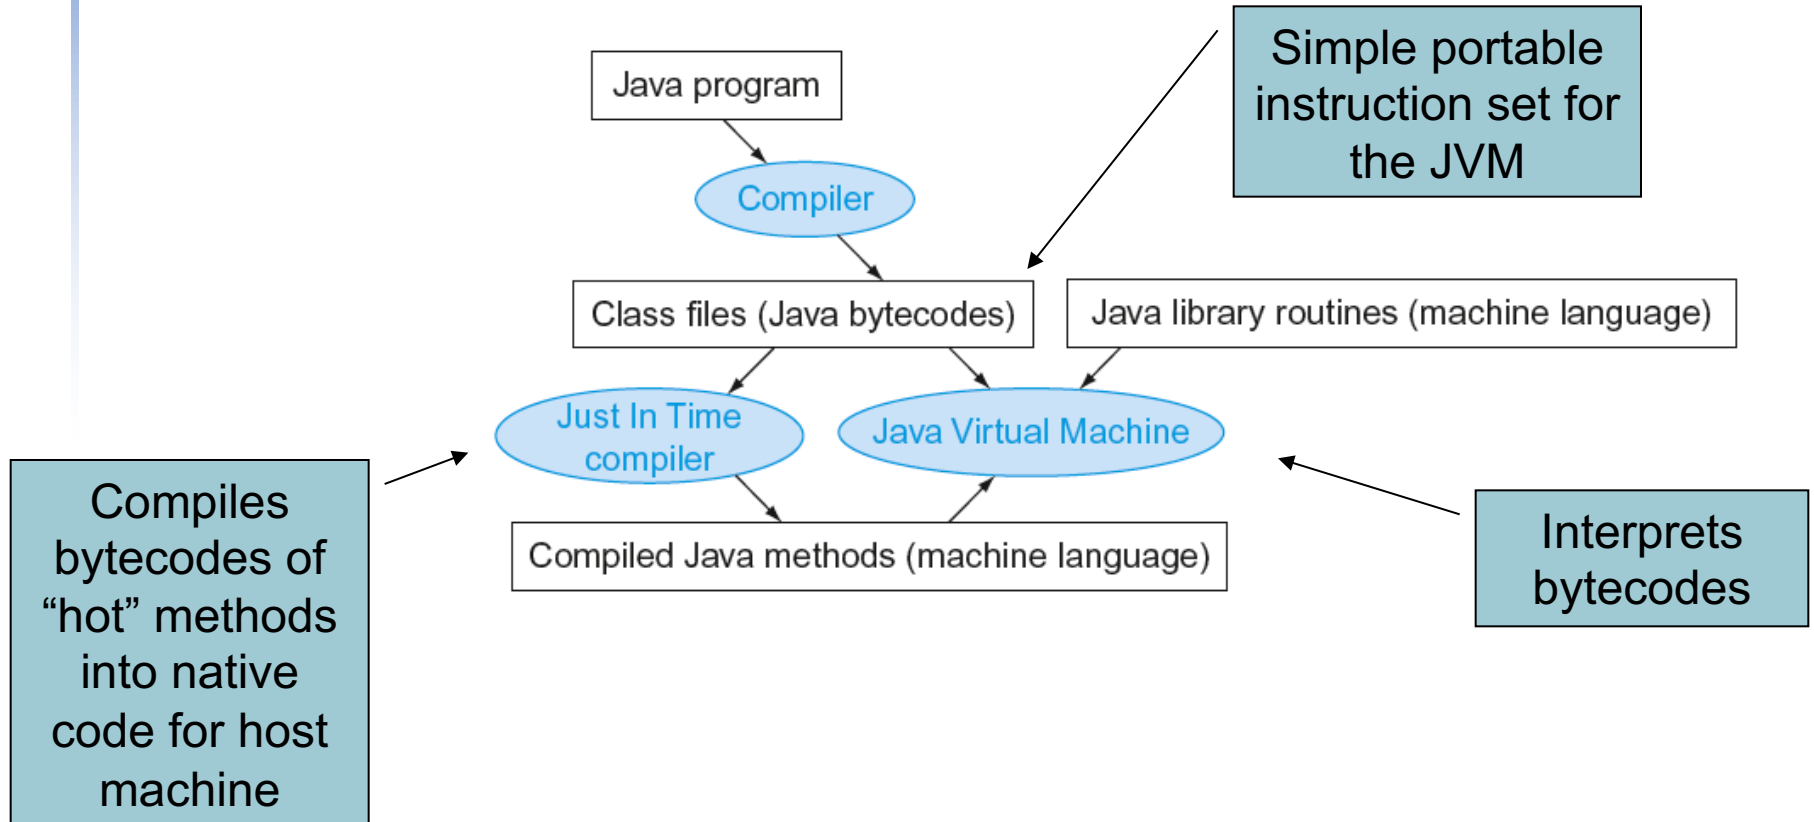 Simple portable
instruction set for
the JVM
Java program
Compiler
Class files (Java bytecodes)
Java library routines (machine language)
Just In Time
compiler
Java Virtual Machine
Compiles
bytecodes of
“hot” methods
into native
code for host
machine
Compiled Java methods (machine language)
Interprets
bytecodes